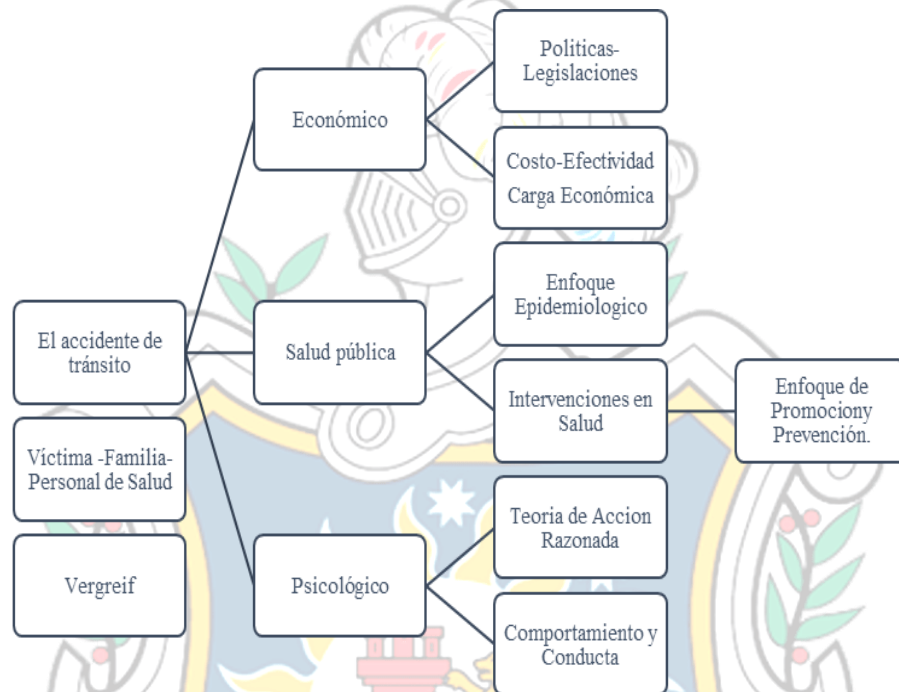 El accidente de
tránsito
Víctima -Familia-
Personal de Salud
Vergreif
Económico
Salud pública
Psicológico
Politicas-
Legislaciones
Costo-Efectividad
Carga Económica
Enfoque
Epidemiologico
Intervenciones en
Salud
Teoria de Accion
Razonada
Comportamiento y
Conducta
Enfoque de
Promociony
Prevención.